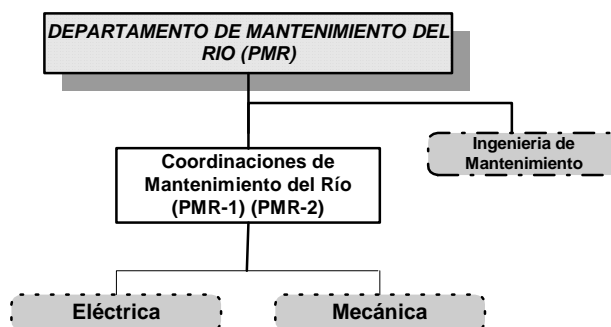 DEPARTAMENTO DE MANTENIMIENTO DEL
RIO (PMR)
Ingenieria de
Mantenimiento
Coordinaciones de
Mantenimiento del Río
(PMR-1) (PMR-2)
Eléctrica
Mecánica